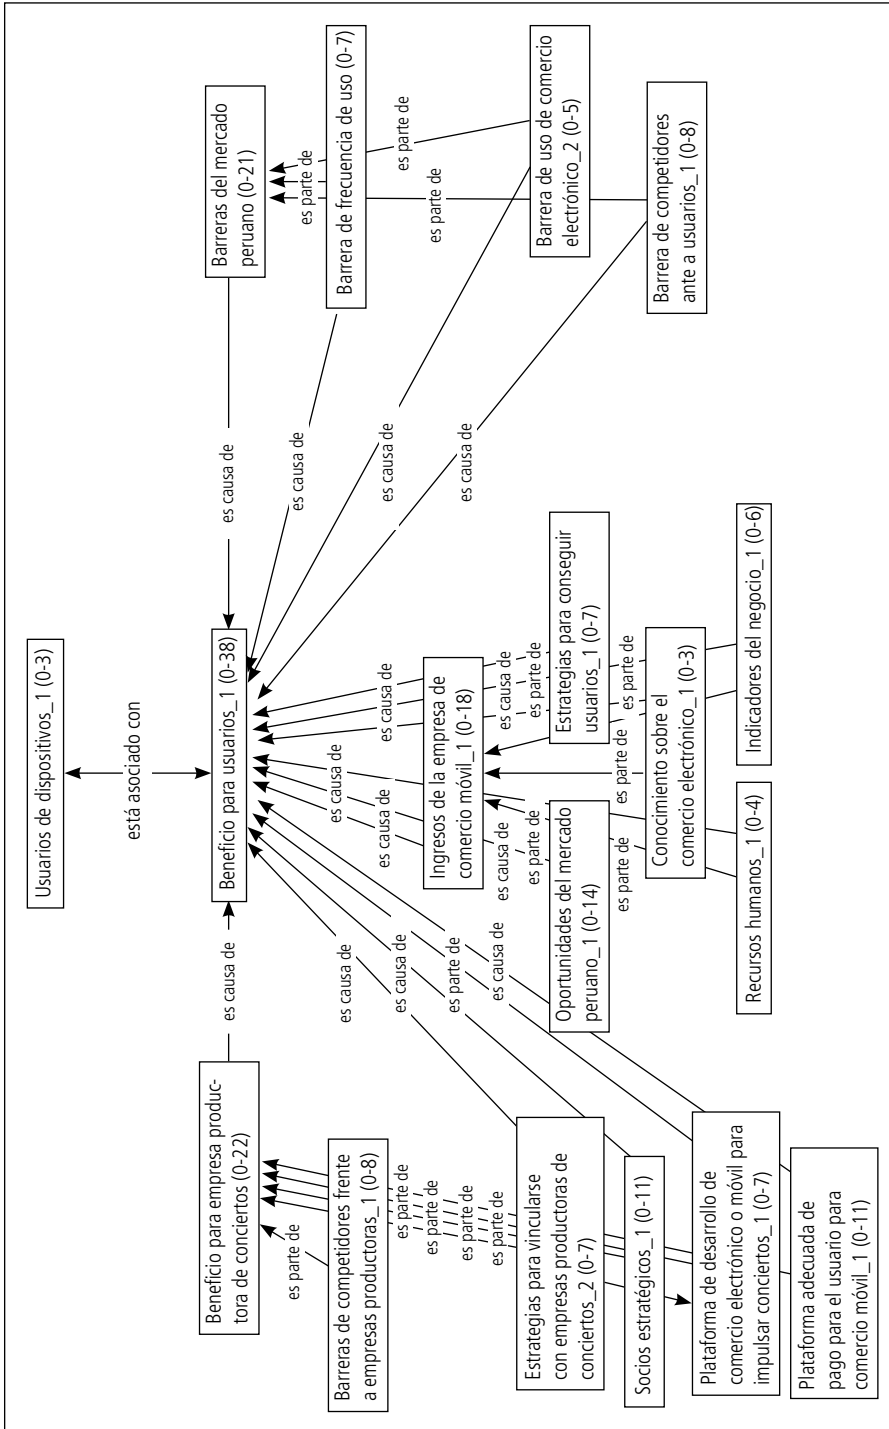 Usuarios de dispositivos_1 (0-3)
está asociado con
Beneficio para empresa produc-
tora de conciertos (0-22)
es causa de
Beneficio para usuarios_1 (0-38)
es causa de
Barreras del mercado
peruano (0-21)
es parte de
es parte de
es parte de
es parte de
Barreras de competidores frente
a empresas productoras_1 (0-8)
es parte de
es parte de
es parte de
es parte de
es causa de
es causa de
es parte de
es causa de
es causa de
es causa de
es causa de
es causa de
es causa de
es causa de
es causa de
es causa de
es causa de
Barrera de frecuencia de uso (0-7)
Ingresos de la empresa de
comercio móvil_1 (0-18)
es causa de
es parte de
es parte de
es causa de
es parte de
es parte de
es parte de
Estrategias para vincularse
con empresas productoras de
conciertos_2 (0-7)
Oportunidades del mercado
peruano_1 (0-14)
Estrategias para conseguir
usuarios_1 (0-7)
Barrera de uso de comercio
electrónico_2 (0-5)
Socios estratégicos_1 (0-11)
Conocimiento sobre el
comercio electrónico_1 (0-3)
Barrera de competidores
ante a usuarios_1 (0-8)
Plataforma de desarrollo de
comercio electrónico o móvil para
impulsar conciertos_1 (0-7)
Recursos humanos_1 (0-4)
Indicadores del negocio_1 (0-6)
Plataforma adecuada de
pago para el usuario para
comercio móvil_1 (0-11)